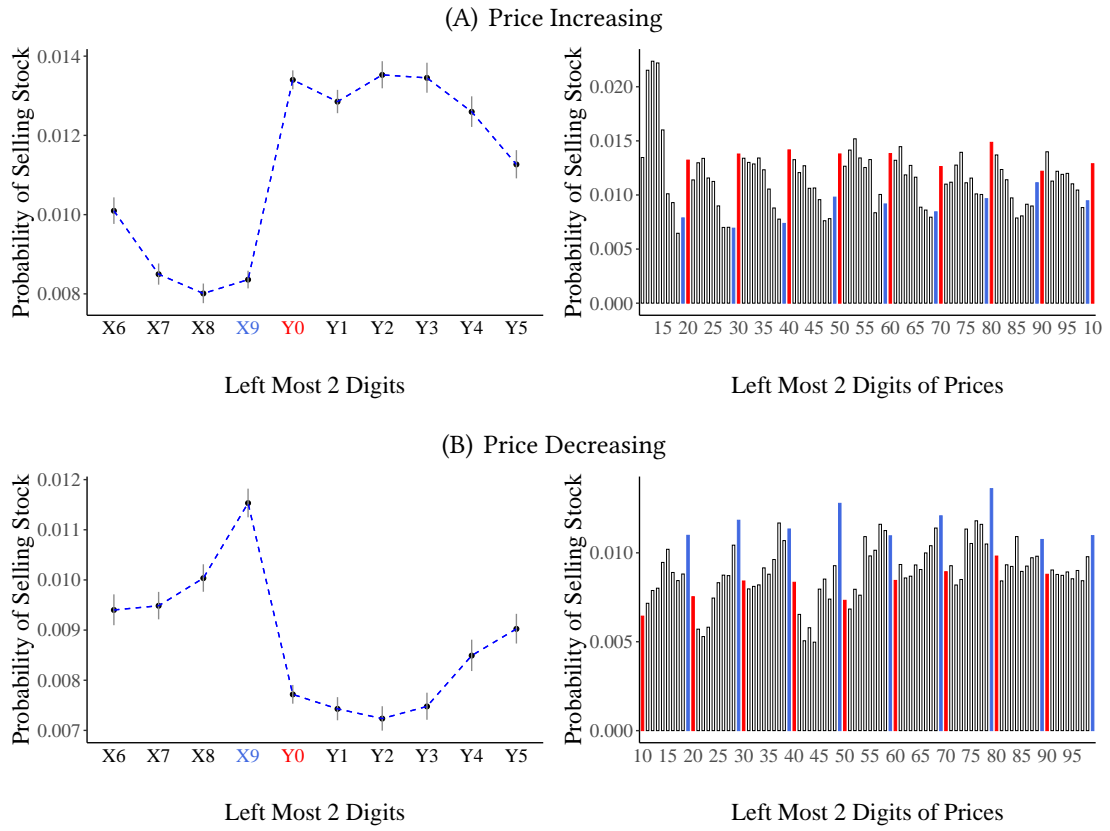 (A) Price Increasing
Probability of Selling Stock
0.014
0.012
0.010
0.008
X6 X7 X8 X9 Y0 Y1 Y2 Y3 Y4 Y5
Left Most 2 Digits
Probability of Selling Stock
0.020
0.015
0.010
0.005
0.000
15 20 25 30 35 40 45 50 55 60 65 70 75 80 85 90 95 10
Left Most 2 Digits of Prices
(B) Price Decreasing
Probability of Selling Stock
0.012
0.011
0.010
0.009
0.008
0.007
X6 X7 X8 X9 Y0 Y1 Y2 Y3 Y4 Y5
Left Most 2 Digits
Probability of Selling Stock
0.010
0.005
0.000
10 15 20 25 30 35 40 45 50 55 60 65 70 75 80 85 90 95
Left Most 2 Digits of Prices